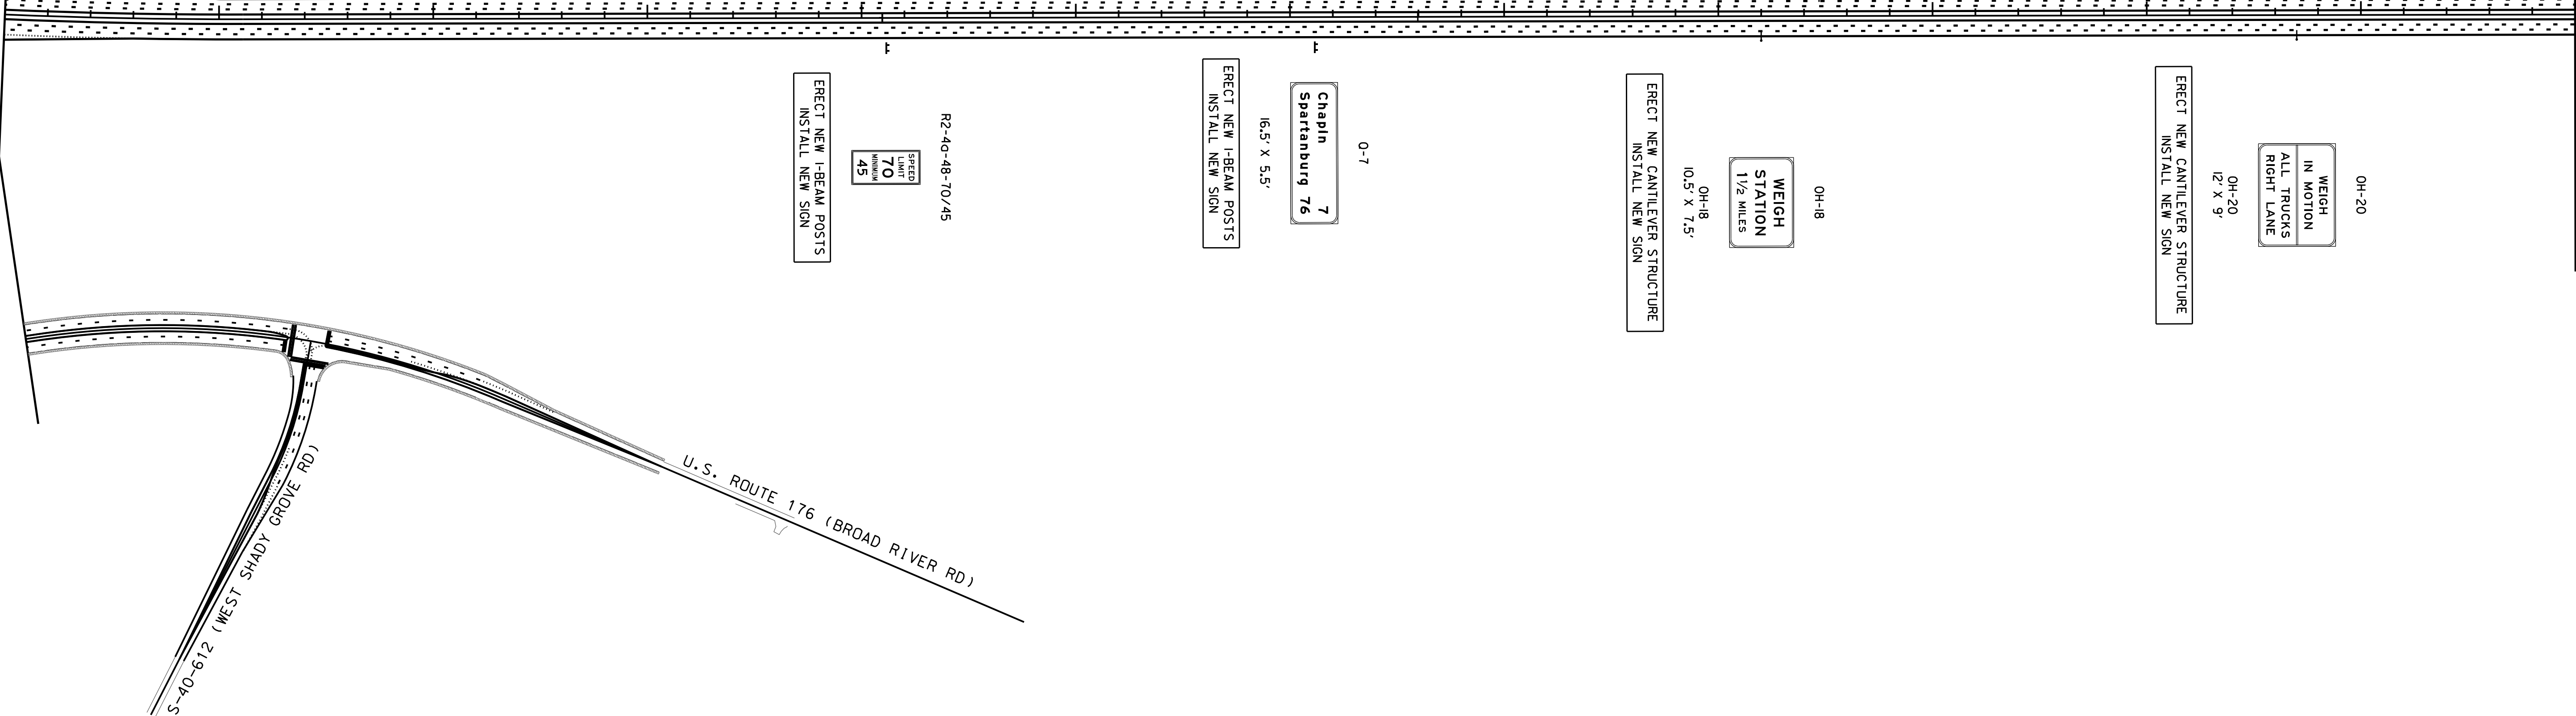 ERECT NEW I-BEAM POSTS
INSTALL NEW SIGN
SPEED
LIMIT
70
MINIMUM
45
R2-4a-48-70/45
ERECT NEW I-BEAM POSTS
INSTALL NEW SIGN
16.5' X 5.5'
Chapin 7
Spartanburg 76
O-7
ERECT NEW CANTILEVER STRUCTURE
INSTALL NEW SIGN
OH-18
10.5' X 7.5'
WEIGH
STATION
1 1/2 MILES
OH-18
ERECT NEW CANTILEVER STRUCTURE
INSTALL NEW SIGN
OH-20
12' X 9'
WEIGH
IN MOTION
ALL TRUCKS
RIGHT LANE
OH-20
U.S. ROUTE 176 (BROAD RIVER RD)
S-40-612 (WEST SHADY GROVE RD)